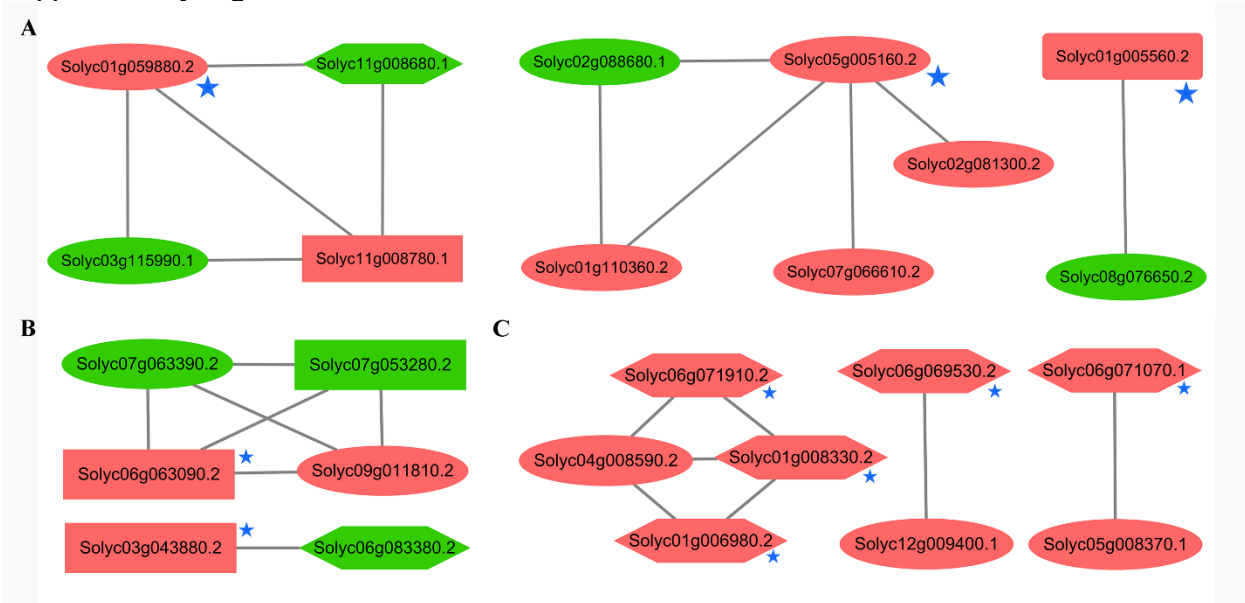 A
Solyc01g059880.2
Solyc11g008680.1
Solyc03g115990.1
Solyc11g008780.1
Solyc02g088680.1
Solyc05g005160.2
Solyc02g081300.2
Solyc01g110360.2
Solyc07g066610.2
Solyc01g005560.2
Solyc08g076650.2
B
Solyc07g063390.2
Solyc07g053280.2
Solyc06g063090.2
Solyc09g011810.2
Solyc03g043880.2
Solyc06g083380.2
C
Solyc06g071910.2
Solyc04g008590.2
Solyc01g008330.2
Solyc01g006980.2
Solyc06g069530.2
Solyc12g009400.1
Solyc06g071070.1
Solyc05g008370.1